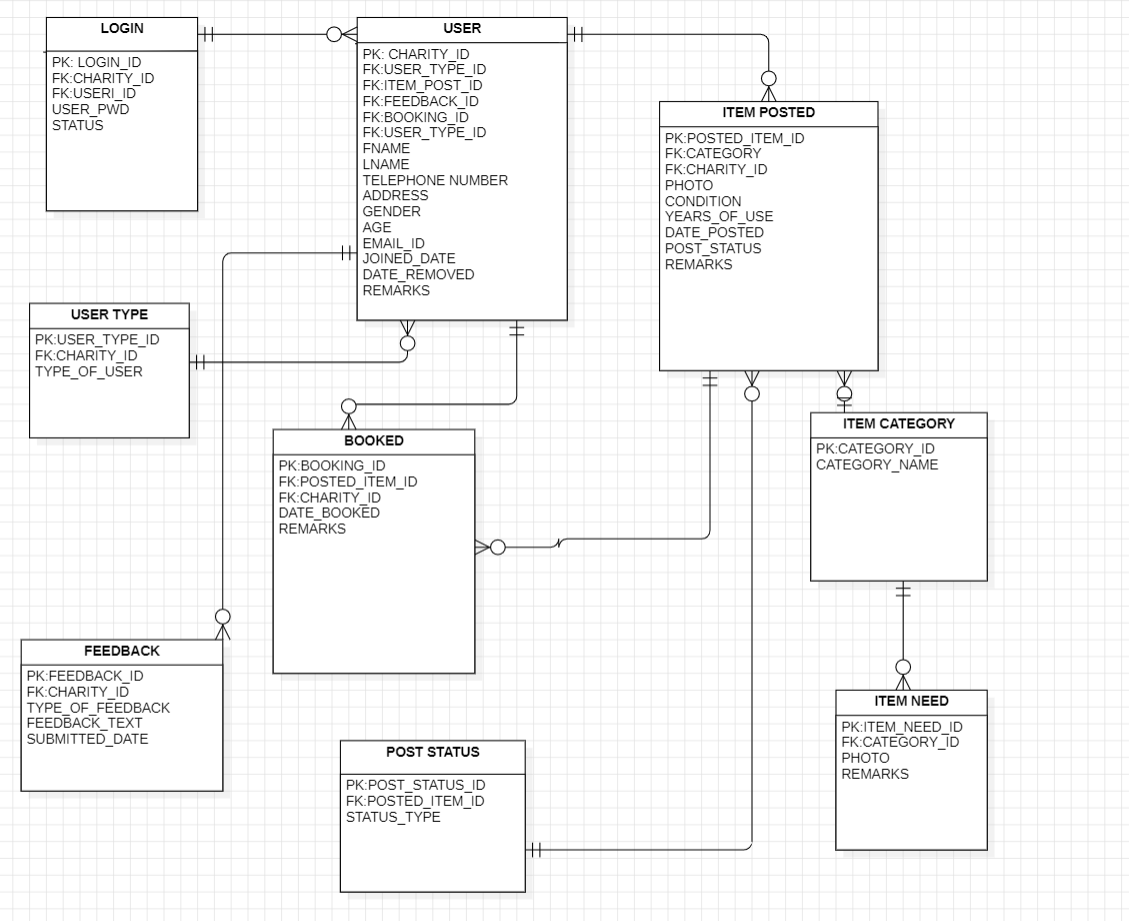 LOGIN
PK: LOGIN_ID
FK:CHARITY_ID
FK:USERI_ID
USER_PWD
STATUS
USER
PK: CHARITY_ID
FK:USER_TYPE_ID
FK:ITEM_POST_ID
FK:FEEDBACK_ID
FK:BOOKING_ID
FK:USER_TYPE_ID
FNAME
LNAME
TELEPHONE NUMBER
ADDRESS
GENDER
AGE
EMAIL_ID
JOINED_DATE
DATE_REMOVED
REMARKS
ITEM POSTED
PK:POSTED_ITEM_ID
FK:CATEGORY
FK:CHARITY_ID
PHOTO
CONDITION
YEARS_OF_USE
DATE_POSTED
POST_STATUS
REMARKS
USER TYPE
PK:USER_TYPE_ID
FK:CHARITY_ID
TYPE_OF_USER
BOOKED
PK:BOOKING_ID
FK:POSTED_ITEM_ID
FK:CHARITY_ID
DATE_BOOKED
REMARKS
ITEM CATEGORY
PK:CATEGORY_ID
CATEGORY_NAME
FEEDBACK
PK:FEEDBACK_ID
FK:CHARITY_ID
TYPE_OF_FEEDBACK
FEEDBACK_TEXT
SUBMITTED_DATE
ITEM NEED
PK:ITEM_NEED_ID
FK:CATEGORY_ID
PHOTO
REMARKS
POST STATUS
PK:POST_STATUS_ID
FK:POSTED_ITEM_ID
STATUS_TYPE